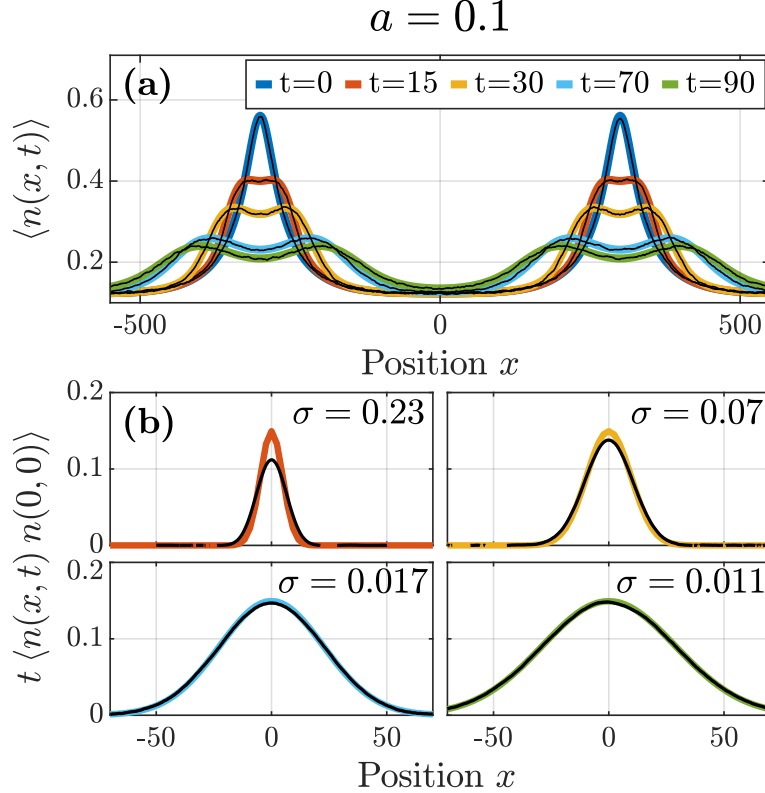 a = 0.1
(a)
t=0 t=15 t=30 t=70 t=90
0.6
0.4
0.2
⟨n(x, t)⟩
-500 0 500
Position x
(b)
σ = 0.23
σ = 0.07
0.2
0.1
0
σ = 0.017
σ = 0.011
0.2
0.1
0
t ⟨n(x, t) n(0, 0)⟩
-50 0 50
-50 0 50
Position x